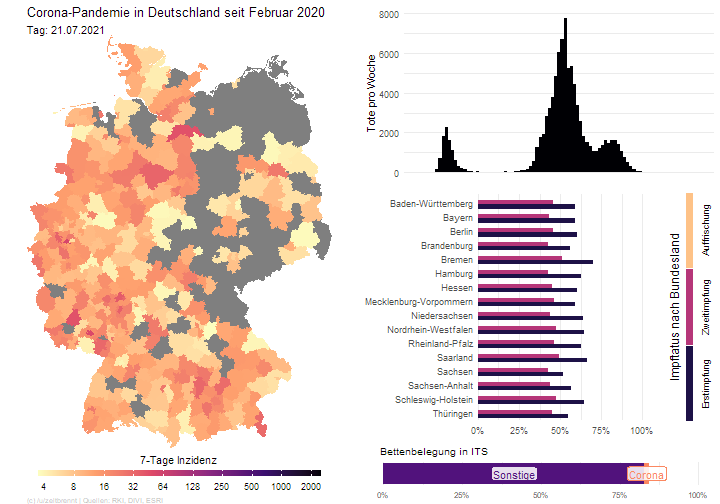 Corona-Pandemie in Deutschland seit Februar 2020
Tag: 21.07.2021
7-Tage Inzidenz
4 8 16 32 64 128 256 500 1000 2000
(c) /u/zeitörennt | Quellen: RKI, DIVI, ESRI
Tote pro Woche
8000
6000
4000
2000
0
Baden-Württemberg
Bayern
Berlin
Brandenburg
Bremen
Hamburg
Hessen
Mecklenburg-Vorpommern
Niedersachsen
Nordrhein-Westfalen
Rheinland-Pfalz
Saarland
Sachsen
Sachsen-Anhalt
Schleswig-Holstein
Thüringen
0% 25% 50% 75% 100%
Impfstatus nach Bundesland
Auffrischung
Zweitimpfung
Erstimpfung
Bettenbelegung in ITS
Sonstige
Corona
0% 25% 50% 75% 100%